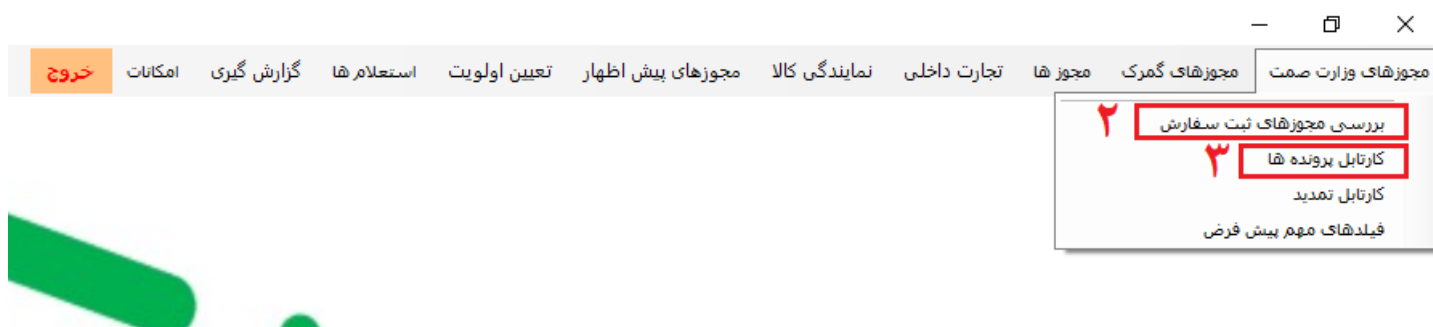 مجوزهای وزارت صمت مجوزهای گمرک مجوز ها تجارت داخلی نمایندگی کالا مجوزهای پیش اظهار تعیین اولویت استعلام ها گزارش گیری امکانات خروج
بررسی مجوزهای ثبت سفارش ۲
کارتابل پرونده ها ۳
کارتابل تمدید
فیلدهای مهم پیش فرض